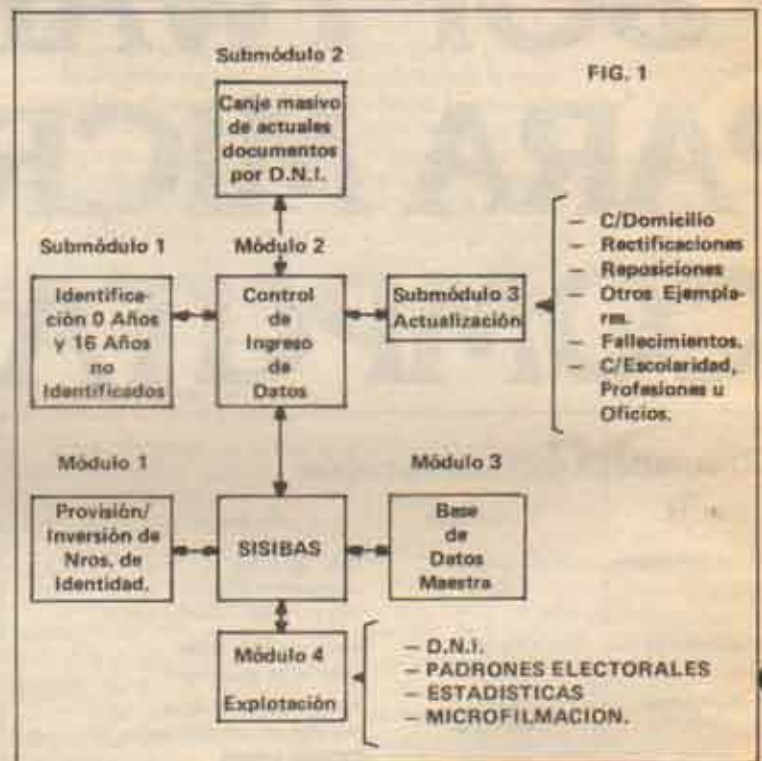 Submódulo 2
FIG. 1
Canje masivo
de actuales
documentos
por D.N.I.
Submódulo 1
Módulo 2
Identifica-
ción 0 Años
y 16 Años
no
Identificados
Control
de
Ingreso
de
Datos
Submódulo 3
Actualización
— C/Domicilio
— Rectificaciones
— Reposiciones
— Otros Ejempla-
res.
— Fallecimientos.
— C/Escolaridad,
Profesiones u
Oficios.
Módulo 1
Módulo 3
Provisión/
Inversión de
Nros. de
Identidad.
SISIBAS
Base
de
Datos
Maestra
Módulo 4
Explotación
— D.N.I.
— PADRONES ELECTORALES
— ESTADISTICAS
— MICROFILMACION.